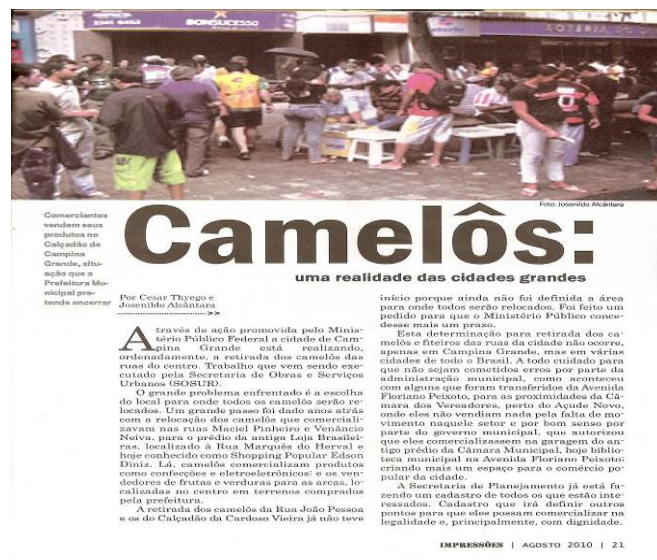 3341 6462
BONSUCESSO
LOTERIA DO
Foto: Josenildo Alcântara
Comerciantes
vendem seus
produtos no
Calçadão de
Campina
Grande, situ-
ação que a
Prefeitura Mu-
nicipal pre-
tende encerrar
Camelôs:
uma realidade das cidades grandes
Por Cesar Thyego e
Josenildo Alcântara
>>
Através de ação promovida pelo Minis-
tério Público Federal a cidade de Cam-
pina Grande está realizando,
ordenadamente, a retirada dos camelôs das
ruas do centro. Trabalho que vem sendo exe-
cutado pela Secretaria de Obras e Serviços
Urbanos (SOSUR).
O grande problema enfrentado é a escolha
do local para onde todos os camelôs serão re-
locados. Um grande passo foi dado anos atrás
com a relocação dos camelôs que comerciali-
zavam nas ruas Maciel Pinheiro e Venâncio
Neiva, para o prédio da antiga Loja Brasilei-
ras, localizado à Rua Marquês do Herval e
hoje conhecido como Shopping Popular Edson
Diniz. Lá, camelôs comercializam produtos
como confecções e eletroeletrônicos; e os ven-
dedores de frutas e verduras para as arcas, lo-
calizadas no centro em terrenos comprados
pela prefeitura.
A retirada dos camelôs da Rua João Pessoa
e os do Calçadão da Cardoso Vieira já não teve
início porque ainda não foi definida a área
para onde todos serão relocados. Foi feito um
pedido para que o Ministério Público conce-
desse mais um prazo.
Esta determinação para retirada dos ca-
melôs e fiteiros das ruas da cidade não ocorre,
apenas em Campina Grande, mas em várias
cidades de todo o Brasil. A todo cuidado para
que não sejam cometidos erros por parte da
administração municipal, como aconteceu
com alguns que foram transferidos da Avenida
Floriano Peixoto, para as proximidades da Câ-
mara dos Vereadores, perto do Açude Novo,
onde eles não vendiam nada pela falta de mo-
vimento naquele setor e por bom senso por
parte do governo municipal, que autorizou
que eles comercializassem na garagem do an-
tigo prédio da Câmara Municipal, hoje biblio-
teca municipal na Avenida Floriano Peixoto;
criando mais um espaço para o comércio po-
pular da cidade.
A Secretaria de Planejamento já está fa-
zendo um cadastro de todos os que estão inte-
ressados. Cadastro que irá definir outros
pontos para que eles possam comercializar na
legalidade e, principalmente, com dignidade.
IMPRESSÕES | AGOSTO 2010 | 21